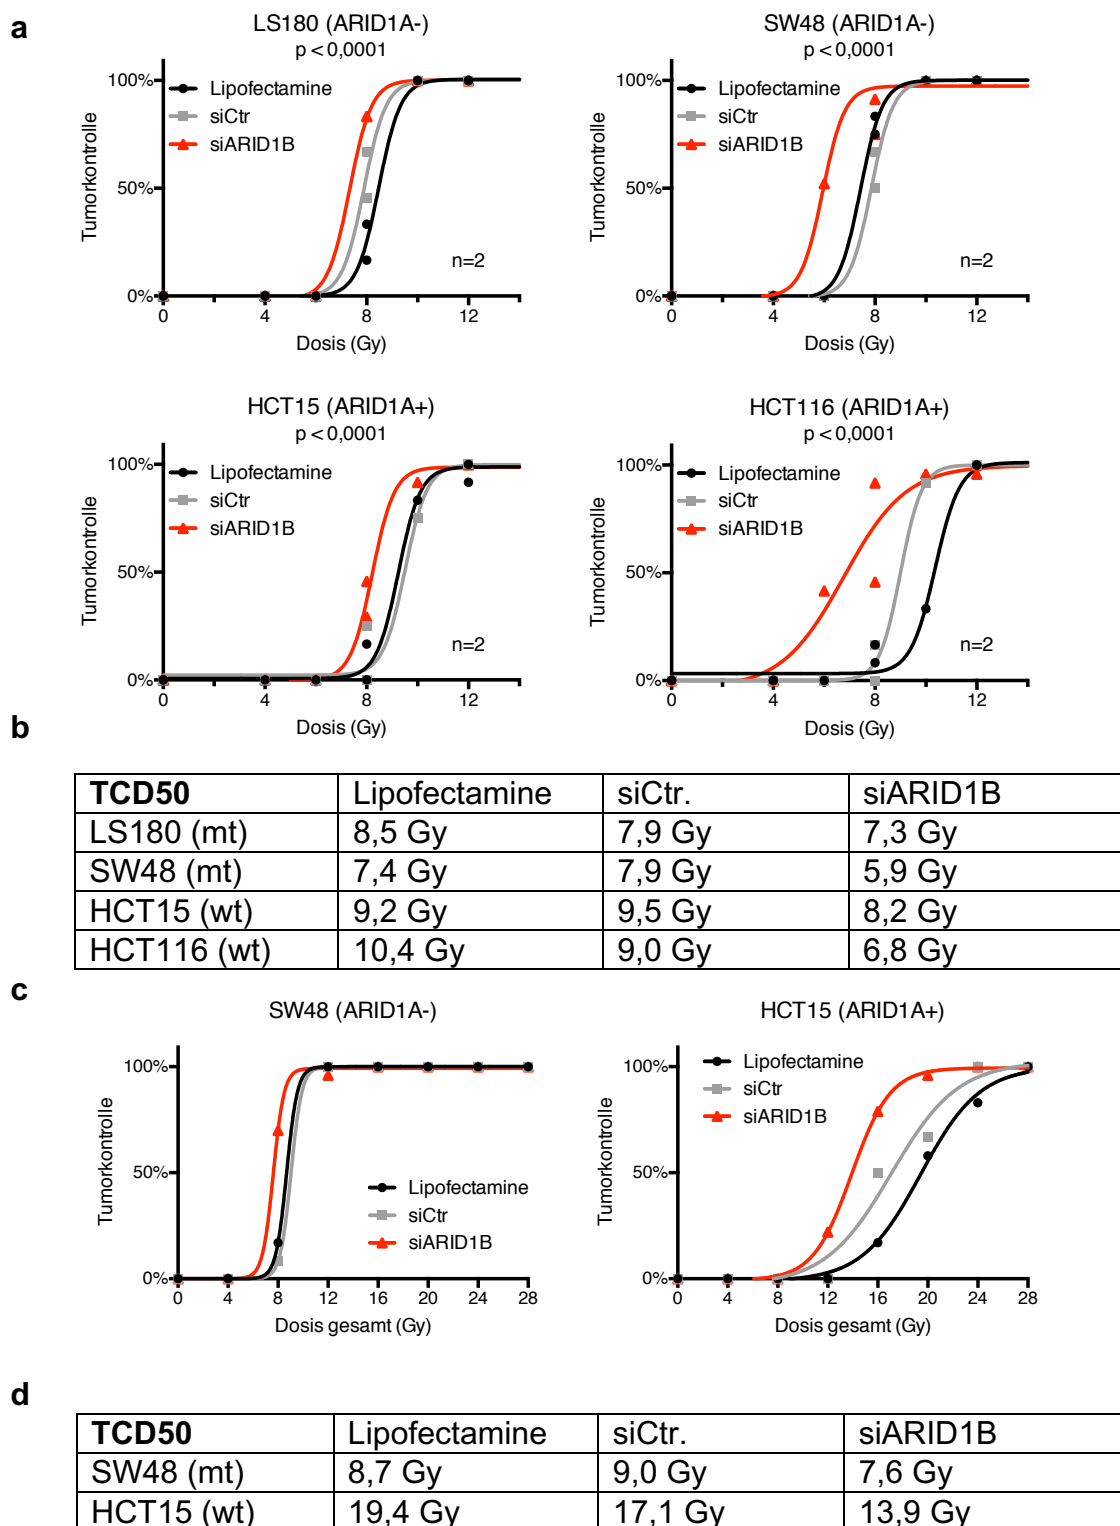 a
LS180 (ARID1A-)
p < 0,0001
100%
50%
0%
Tumorkontrolle
Lipofectamine
siCtr
siARID1B
n=2
0 4 8 12
Dosis (Gy)
SW48 (ARID1A-)
p < 0,0001
100%
50%
0%
Tumorkontrolle
Lipofectamine
siCtr
siARID1B
n=2
0 4 8 12
Dosis (Gy)
HCT15 (ARID1A+)
p < 0,0001
100%
50%
0%
Tumorkontrolle
Lipofectamine
siCtr
siARID1B
n=2
0 4 8 12
Dosis (Gy)
HCT116 (ARID1A+)
p < 0,0001
100%
50%
0%
Tumorkontrolle
Lipofectamine
siCtr
siARID1B
n=2
0 4 8 12
Dosis (Gy)
b
TCD50 Lipofectamine siCtr. siARID1B
LS180 (mt) 8,5 Gy 7,9 Gy 7,3 Gy
SW48 (mt) 7,4 Gy 7,9 Gy 5,9 Gy
HCT15 (wt) 9,2 Gy 9,5 Gy 8,2 Gy
HCT116 (wt) 10,4 Gy 9,0 Gy 6,8 Gy
c
SW48 (ARID1A-)
100%
50%
0%
Tumorkontrolle
Lipofectamine
siCtr
siARID1B
0 4 8 12 16 20 24 28
Dosis gesamt (Gy)
HCT15 (ARID1A+)
100%
50%
0%
Tumorkontrolle
Lipofectamine
siCtr
siARID1B
0 4 8 12 16 20 24 28
Dosis gesamt (Gy)
d
TCD50 Lipofectamine siCtr. siARID1B
SW48 (mt) 8,7 Gy 9,0 Gy 7,6 Gy
HCT15 (wt) 19,4 Gy 17,1 Gy 13,9 Gy